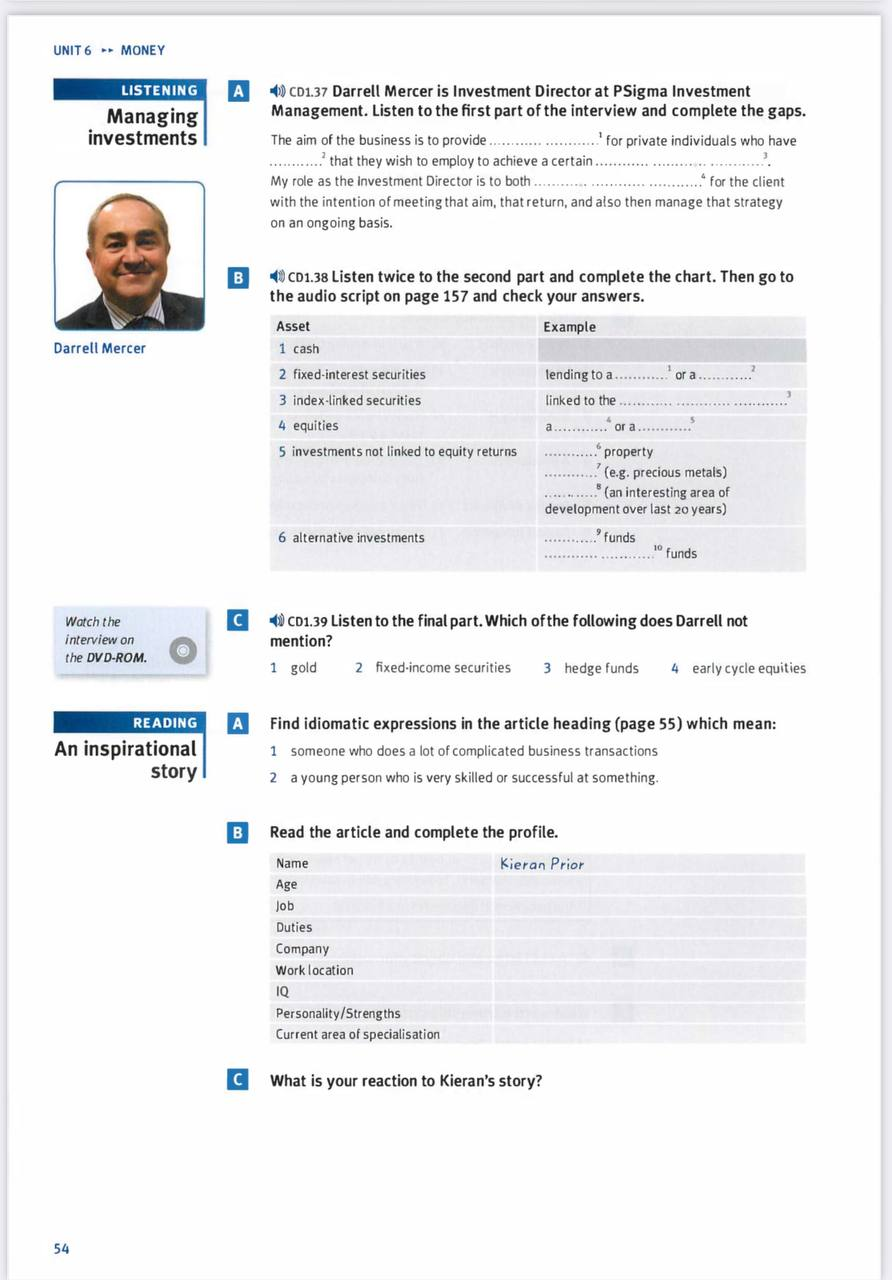 UNIT 6 ►► MONEY
LISTENING
Managing
investments
Darrell Mercer
A
CD1.37 Darrell Mercer is Investment Director at PSigma Investment
Management. Listen to the first part of the interview and complete the gaps.
The aim of the business is to provide ............ ............¹ for private individuals who have
............² that they wish to employ to achieve a certain ............ ............ ............³.
My role as the Investment Director is to both ............ ............ ............⁴ for the client
with the intention of meeting that aim, that return, and also then manage that strategy
on an ongoing basis.
B
CD1.38 Listen twice to the second part and complete the chart. Then go to
the audio script on page 157 and check your answers.
Asset Example
1 cash
2 fixed-interest securities lending to a ............¹ or a ............²
3 index-linked securities linked to the ............ ............ ............³
4 equities a ............⁴ or a ............⁵
5 investments not linked to equity returns ............⁶ property
............⁷ (e.g. precious metals)
............⁸ (an interesting area of
development over last 20 years)
6 alternative investments ............⁹ funds
............ ............¹⁰ funds
Watch the
interview on
the DVD-ROM.
C
CD1.39 Listen to the final part. Which of the following does Darrell not
mention?
1 gold 2 fixed-income securities 3 hedge funds 4 early cycle equities
READING
An inspirational
story
A
Find idiomatic expressions in the article heading (page 55) which mean:
1 someone who does a lot of complicated business transactions
2 a young person who is very skilled or successful at something.
B
Read the article and complete the profile.
Name Kieran Prior
Age
Job
Duties
Company
Work location
IQ
Personality/Strengths
Current area of specialisation
C
What is your reaction to Kieran's story?
54